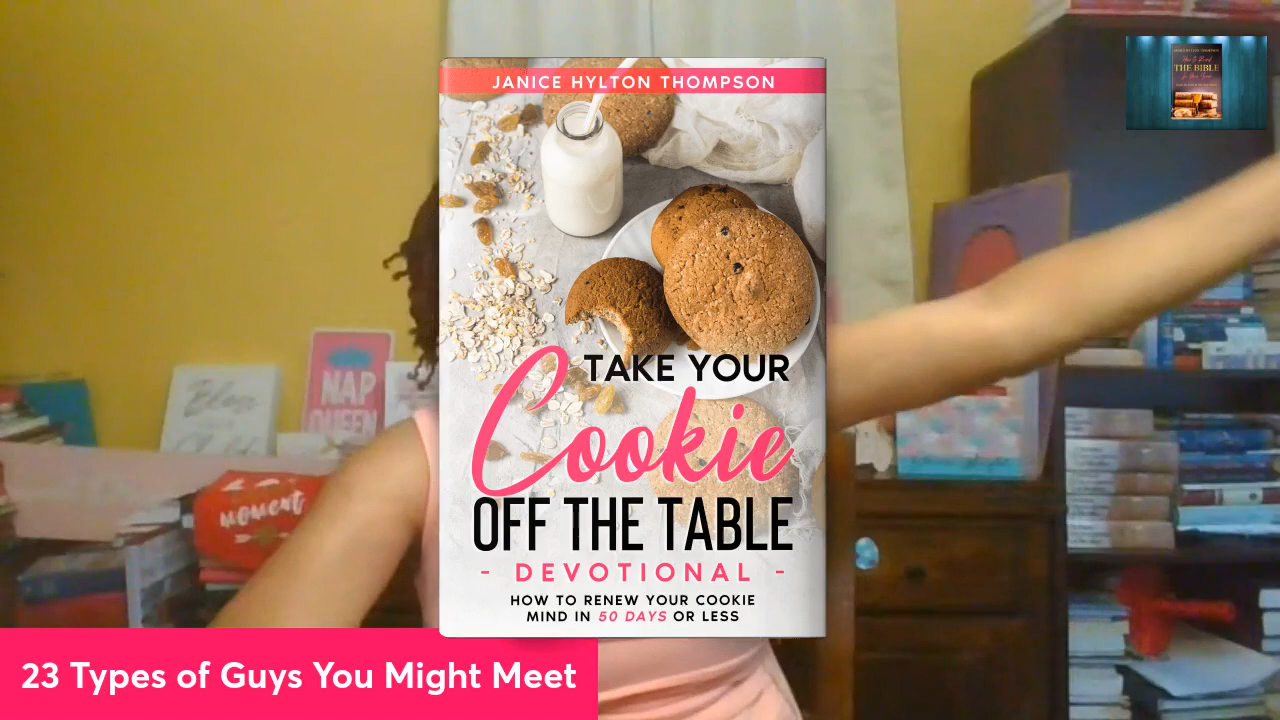 JANICE HYLTON THOMPSON
TAKE YOUR
Cookie
OFF THE TABLE
- DEVOTIONAL -
HOW TO RENEW YOUR COOKIE
MIND IN 50 DAYS OR LESS
THE BIBLE
NAP
QUEEN
moment
23 Types of Guys You Might Meet